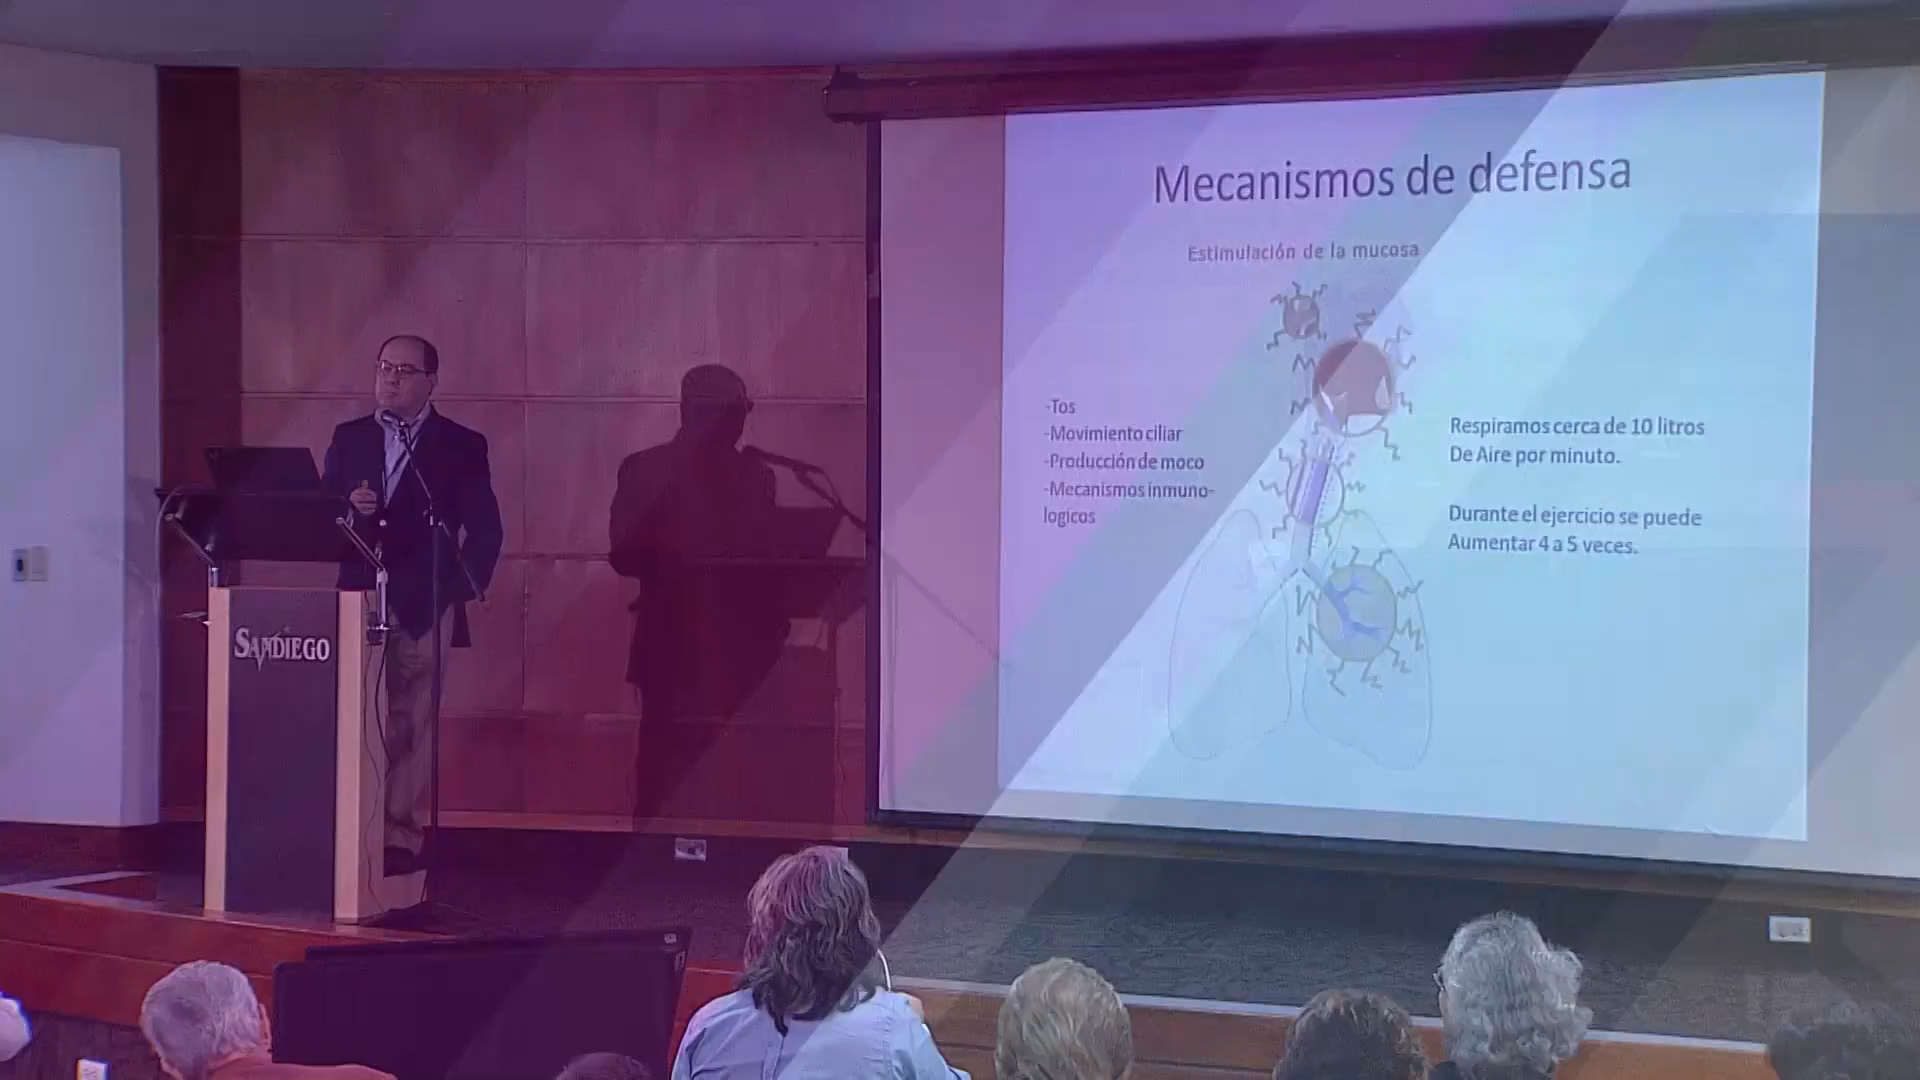 Mecanismos de defensa
Estimulación de la mucosa
-Tos
-Movimiento ciliar
-Producción de moco
-Mecanismos inmuno-
logicos
Respiramos cerca de 10 litros
De Aire por minuto.
Durante el ejercicio se puede
Aumentar 4 a 5 veces.
SANDIEGO